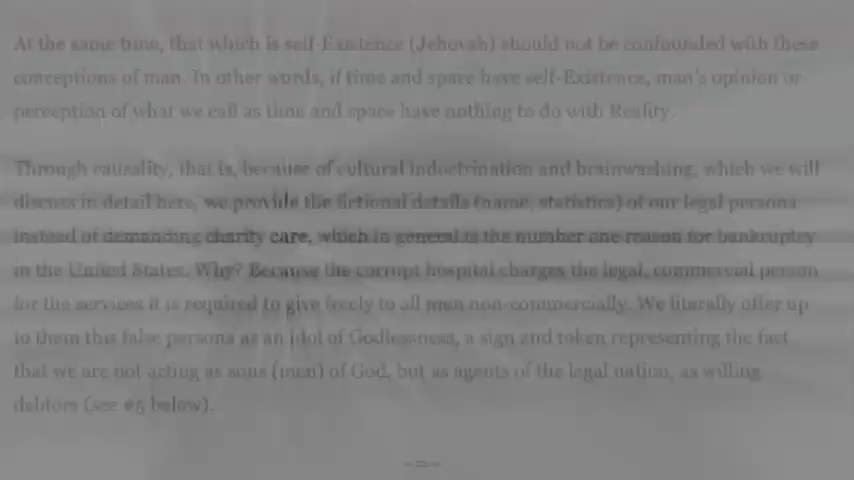 At the same time, that which is self-Existence (Jehovah) should not be confounded with these
conceptions of man. In other words, if time and space have self-Existence, man's opinion or
perception of what we call as time and space have nothing to do with Reality.
Through causality, that is, because of cultural indoctrination and brainwashing, which we will
discuss in detail here, we provide the fictional details (name, statistics) of our legal persona
instead of demanding charity care, which in general is the number one reason for bankruptcy
in the United States. Why? Because the corrupt hospital charges the legal, commercial person
for the services it is required to give freely to all men non-commercially. We literally offer up
to them this false persona as an idol of Godlessness, a sign and token representing the fact
that we are not acting as sons (men) of God, but as agents of the legal nation, as willing
debtors (see #5 below).